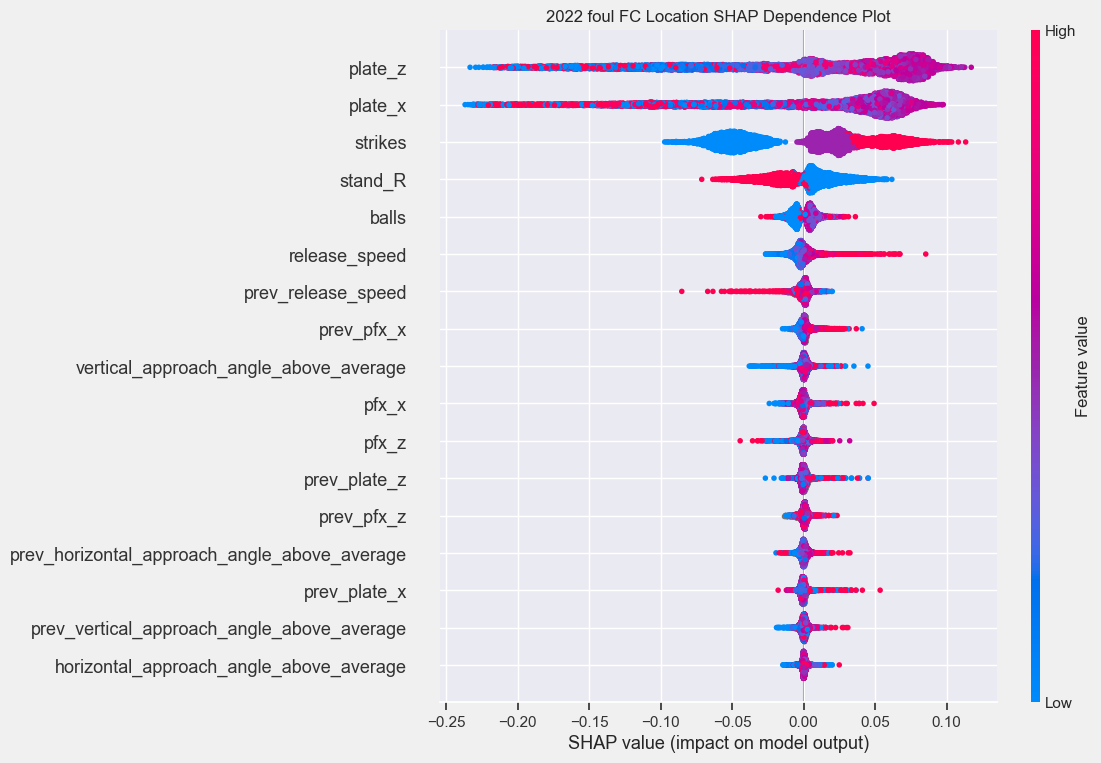 2022 foul FC Location SHAP Dependence Plot
High
plate_z
plate_x
strikes
stand_R
balls
release_speed
prev_release_speed
prev_pfx_x
vertical_approach_angle_above_average
pfx_x
pfx_z
prev_plate_z
prev_pfx_z
prev_horizontal_approach_angle_above_average
prev_plate_x
prev_vertical_approach_angle_above_average
horizontal_approach_angle_above_average
Feature value
Low
−0.25 −0.20 −0.15 −0.10 −0.05 0.00 0.05 0.10
SHAP value (impact on model output)